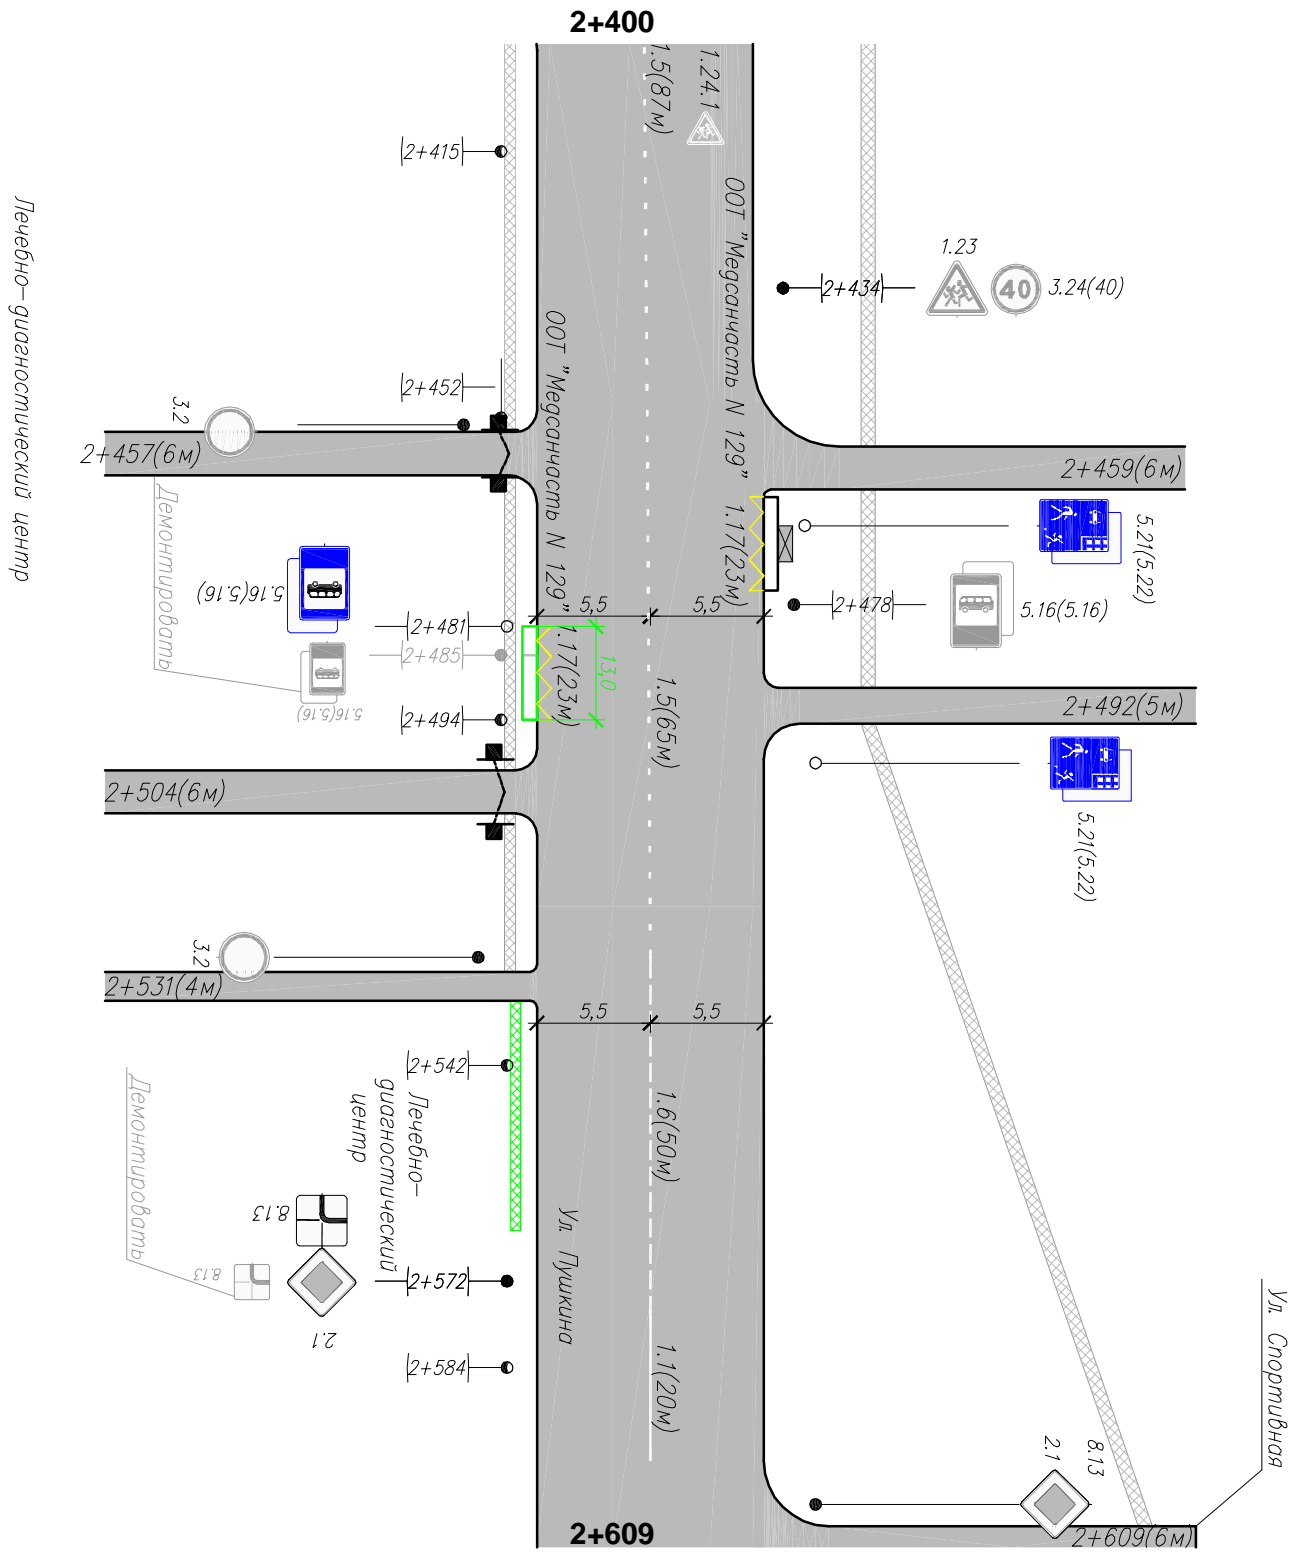 2+400
1.5(87м)
1.24.1
2+415
ООТ "Медсанчасть N 129"
Лечебно-диагностический центр
1.23
2+434
40
3.24(40)
ООТ "Медсанчасть N 129"
2+452
3.2
2+457(6м)
2+459(6м)
Демонтировать
1.17(23м)
5.21(5.22)
5.16(5.16)
5,5
5,5
2+478
5.16(5.16)
2+481
2+485
1.17(23м)
13,0
5.16(5.16)
2+494
1.5(65м)
2+492(5м)
2+504(6м)
5.21(5.22)
3.2
2+531(4м)
5,5
5,5
2+542
Лечебно-
диагностический
центр
Демонтировать
1.6(50м)
8.13
Ул. Пушкина
8.13
2+572
2.1
Ул. Спортивная
2+584
1.1(20м)
8.13
2.1
2+609
2+609(6м)